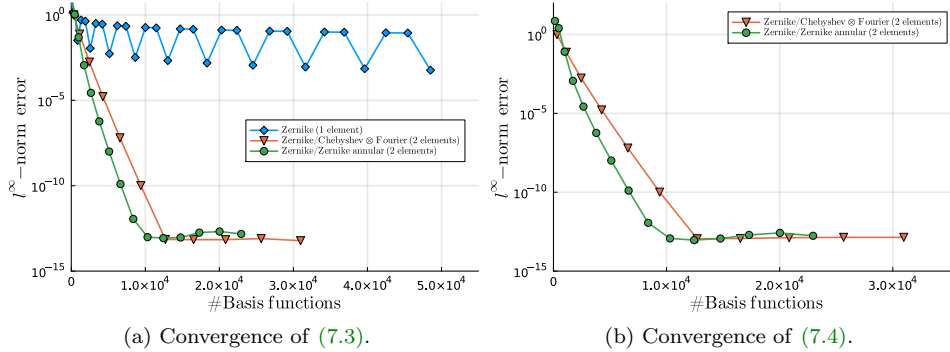 10^0
10^−5
10^−10
10^−15
l^∞−norm error
0
1.0×10^4
2.0×10^4
3.0×10^4
4.0×10^4
5.0×10^4
#Basis functions
Zernike (1 element)
Zernike/Chebyshev ⊗ Fourier (2 elements)
Zernike/Zernike annular (2 elements)
(a) Convergence of (7.3).
10^0
10^−5
10^−10
10^−15
l^∞−norm error
0
1.0×10^4
2.0×10^4
3.0×10^4
#Basis functions
Zernike/Chebyshev ⊗ Fourier (2 elements)
Zernike/Zernike annular (2 elements)
(b) Convergence of (7.4).